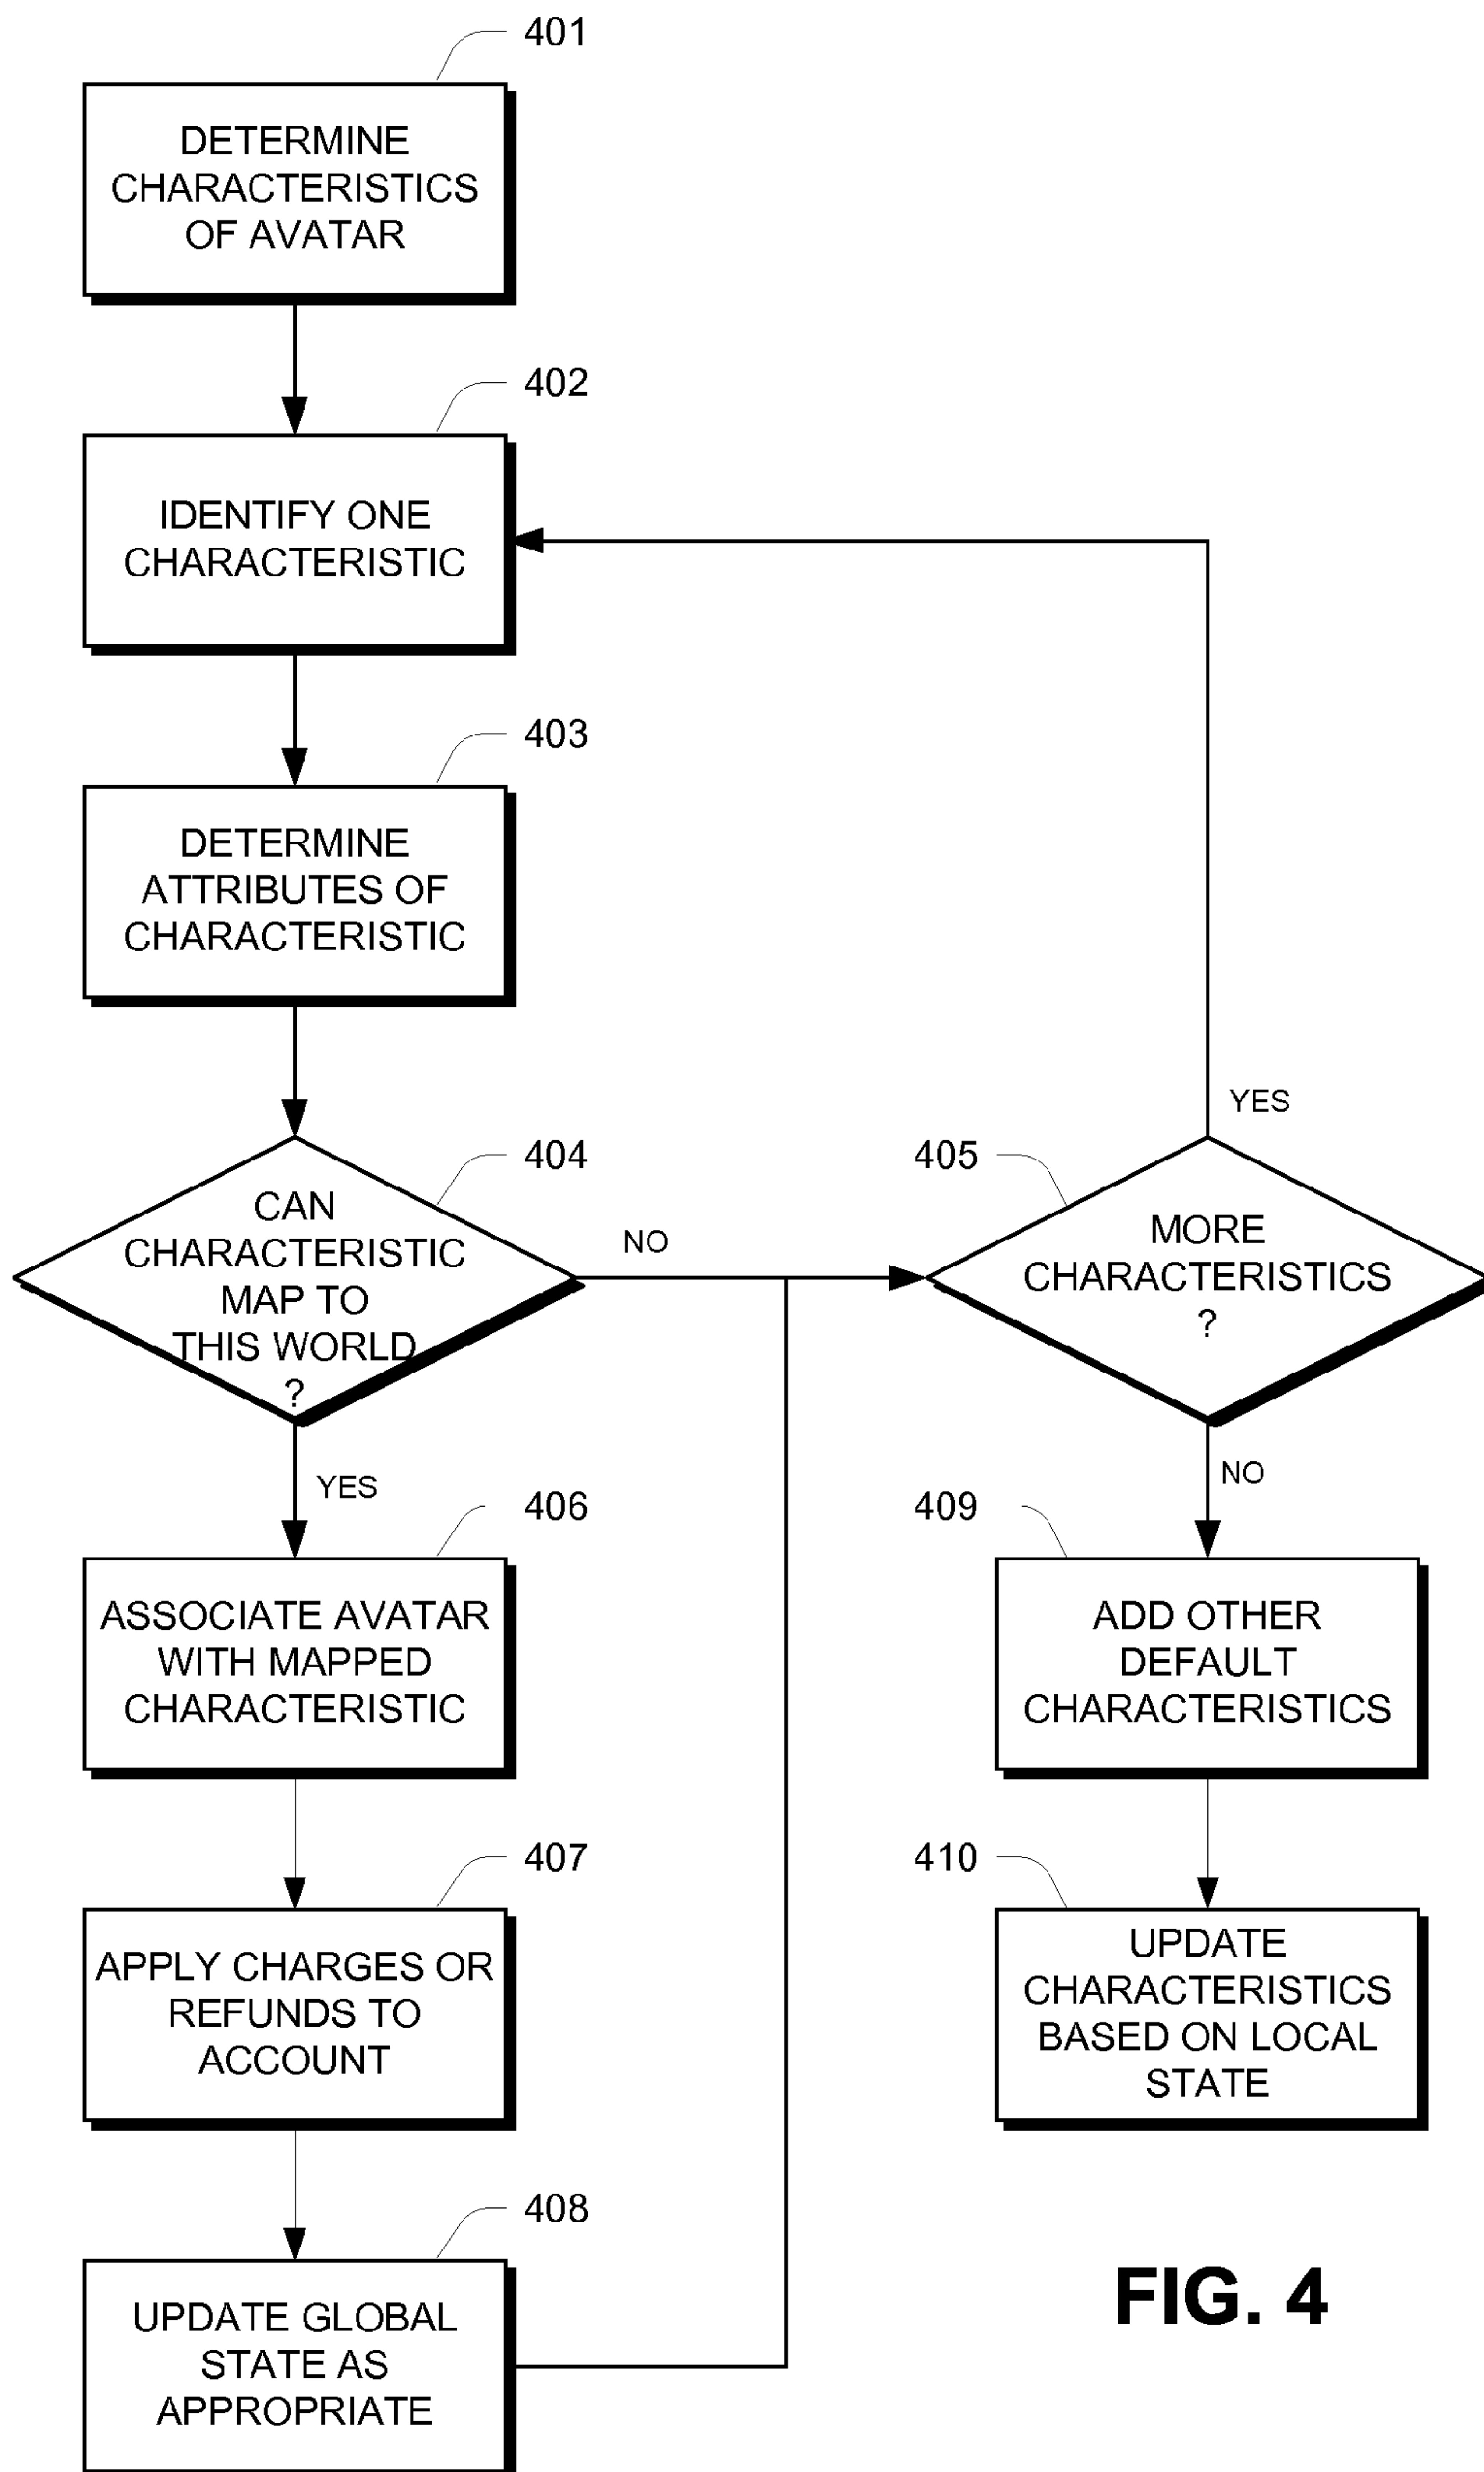 401
DETERMINE
CHARACTERISTICS
OF AVATAR
402
IDENTIFY ONE
CHARACTERISTIC
403
DETERMINE
ATTRIBUTES OF
CHARACTERISTIC
404
CAN
CHARACTERISTIC
MAP TO
THIS WORLD
?
NO
YES
405
MORE
CHARACTERISTICS
?
YES
NO
406
ASSOCIATE AVATAR
WITH MAPPED
CHARACTERISTIC
407
APPLY CHARGES OR
REFUNDS TO
ACCOUNT
408
UPDATE GLOBAL
STATE AS
APPROPRIATE
409
ADD OTHER
DEFAULT
CHARACTERISTICS
410
UPDATE
CHARACTERISTICS
BASED ON LOCAL
STATE
FIG. 4